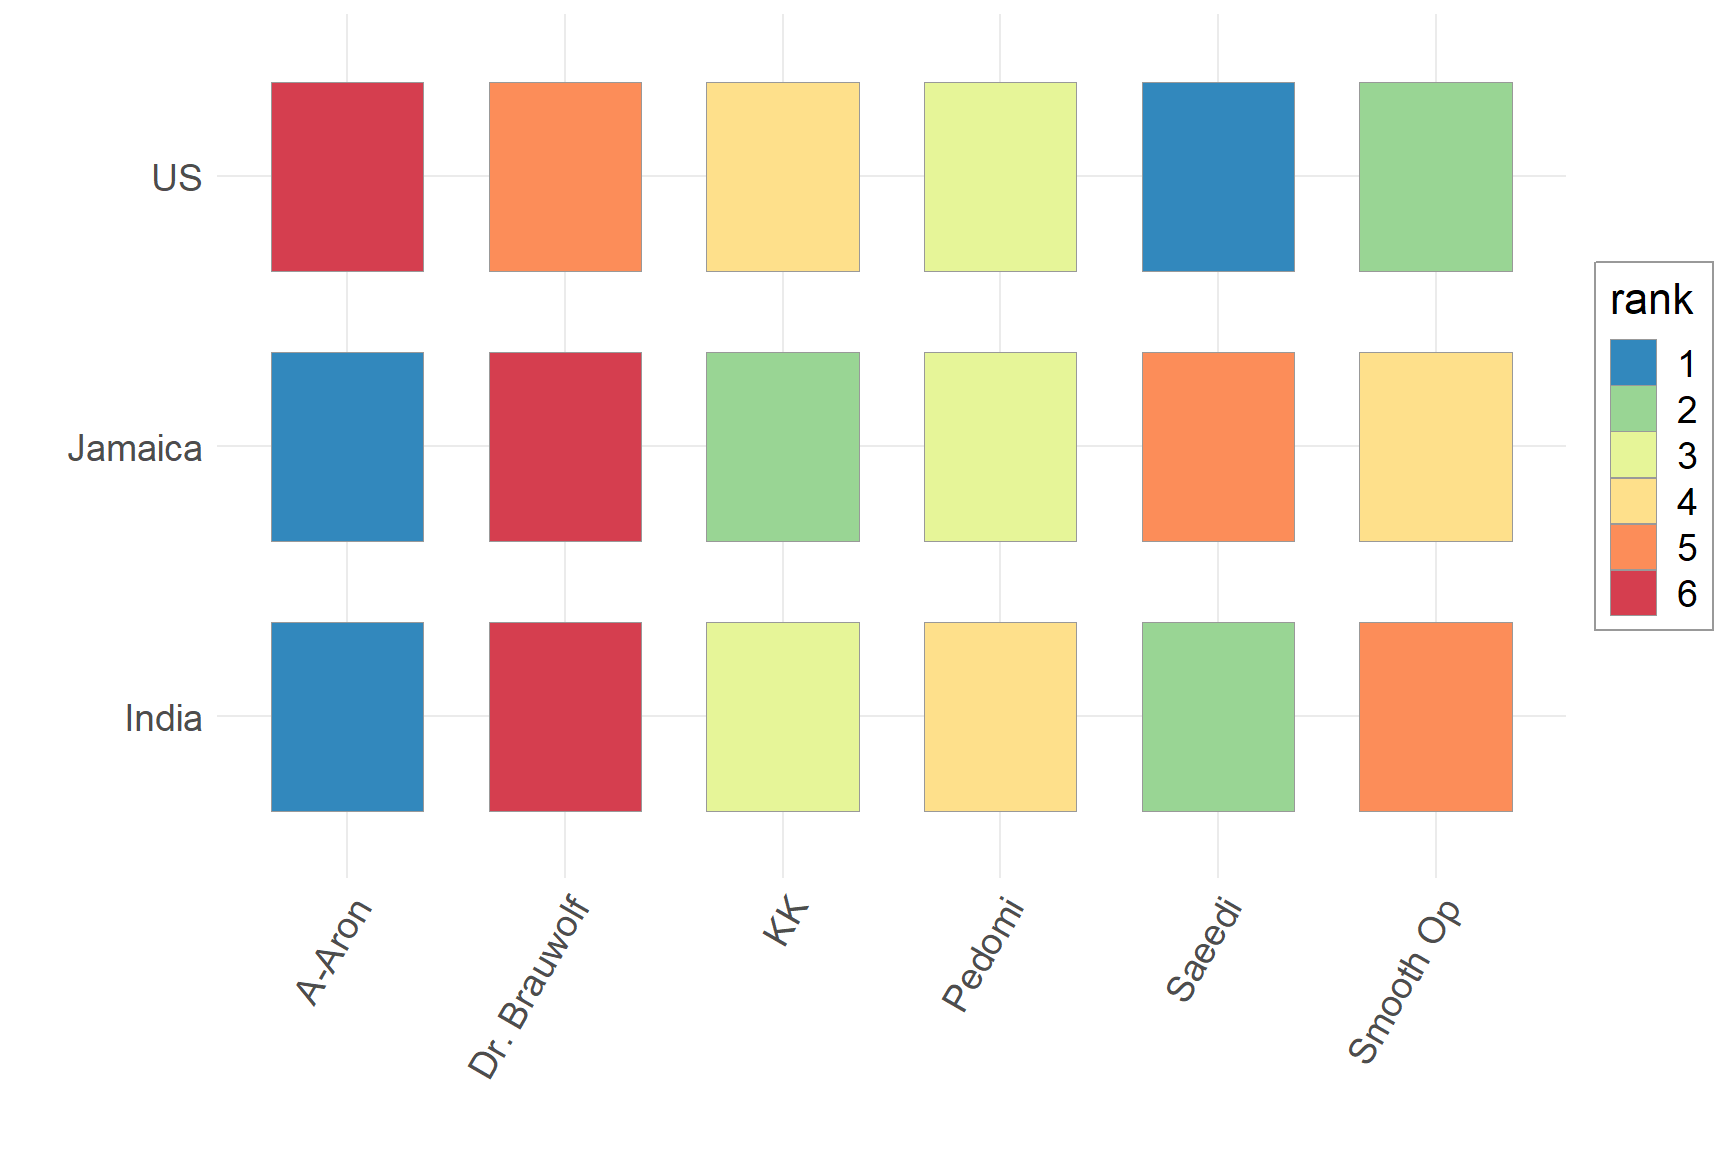 US
Jamaica
India
A-Aron
Dr. Brauwolf
KK
Pedomi
Saeedi
Smooth Op
rank
1
2
3
4
5
6